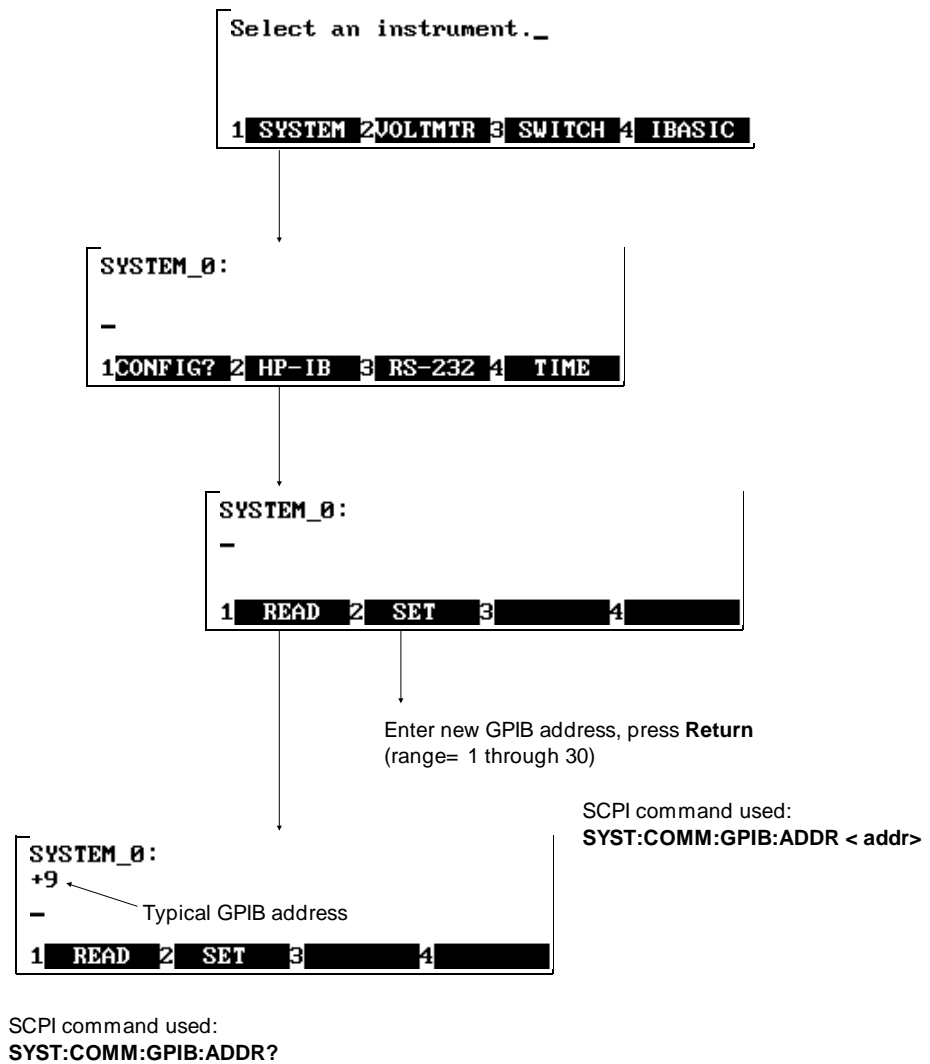 Select an instrument._
1 SYSTEM 2VOLTMTR 3 SWITCH 4 IBASIC
SYSTEM_0:
_
1CONFIG? 2 HP-IB 3 RS-232 4 TIME
SYSTEM_0:
_
1 READ 2 SET 3 4
Enter new GPIB address, press Return
(range= 1 through 30)
SCPI command used:
SYST:COMM:GPIB:ADDR < addr>
SYSTEM_0:
+9
_
Typical GPIB address
1 READ 2 SET 3 4
SCPI command used:
SYST:COMM:GPIB:ADDR?